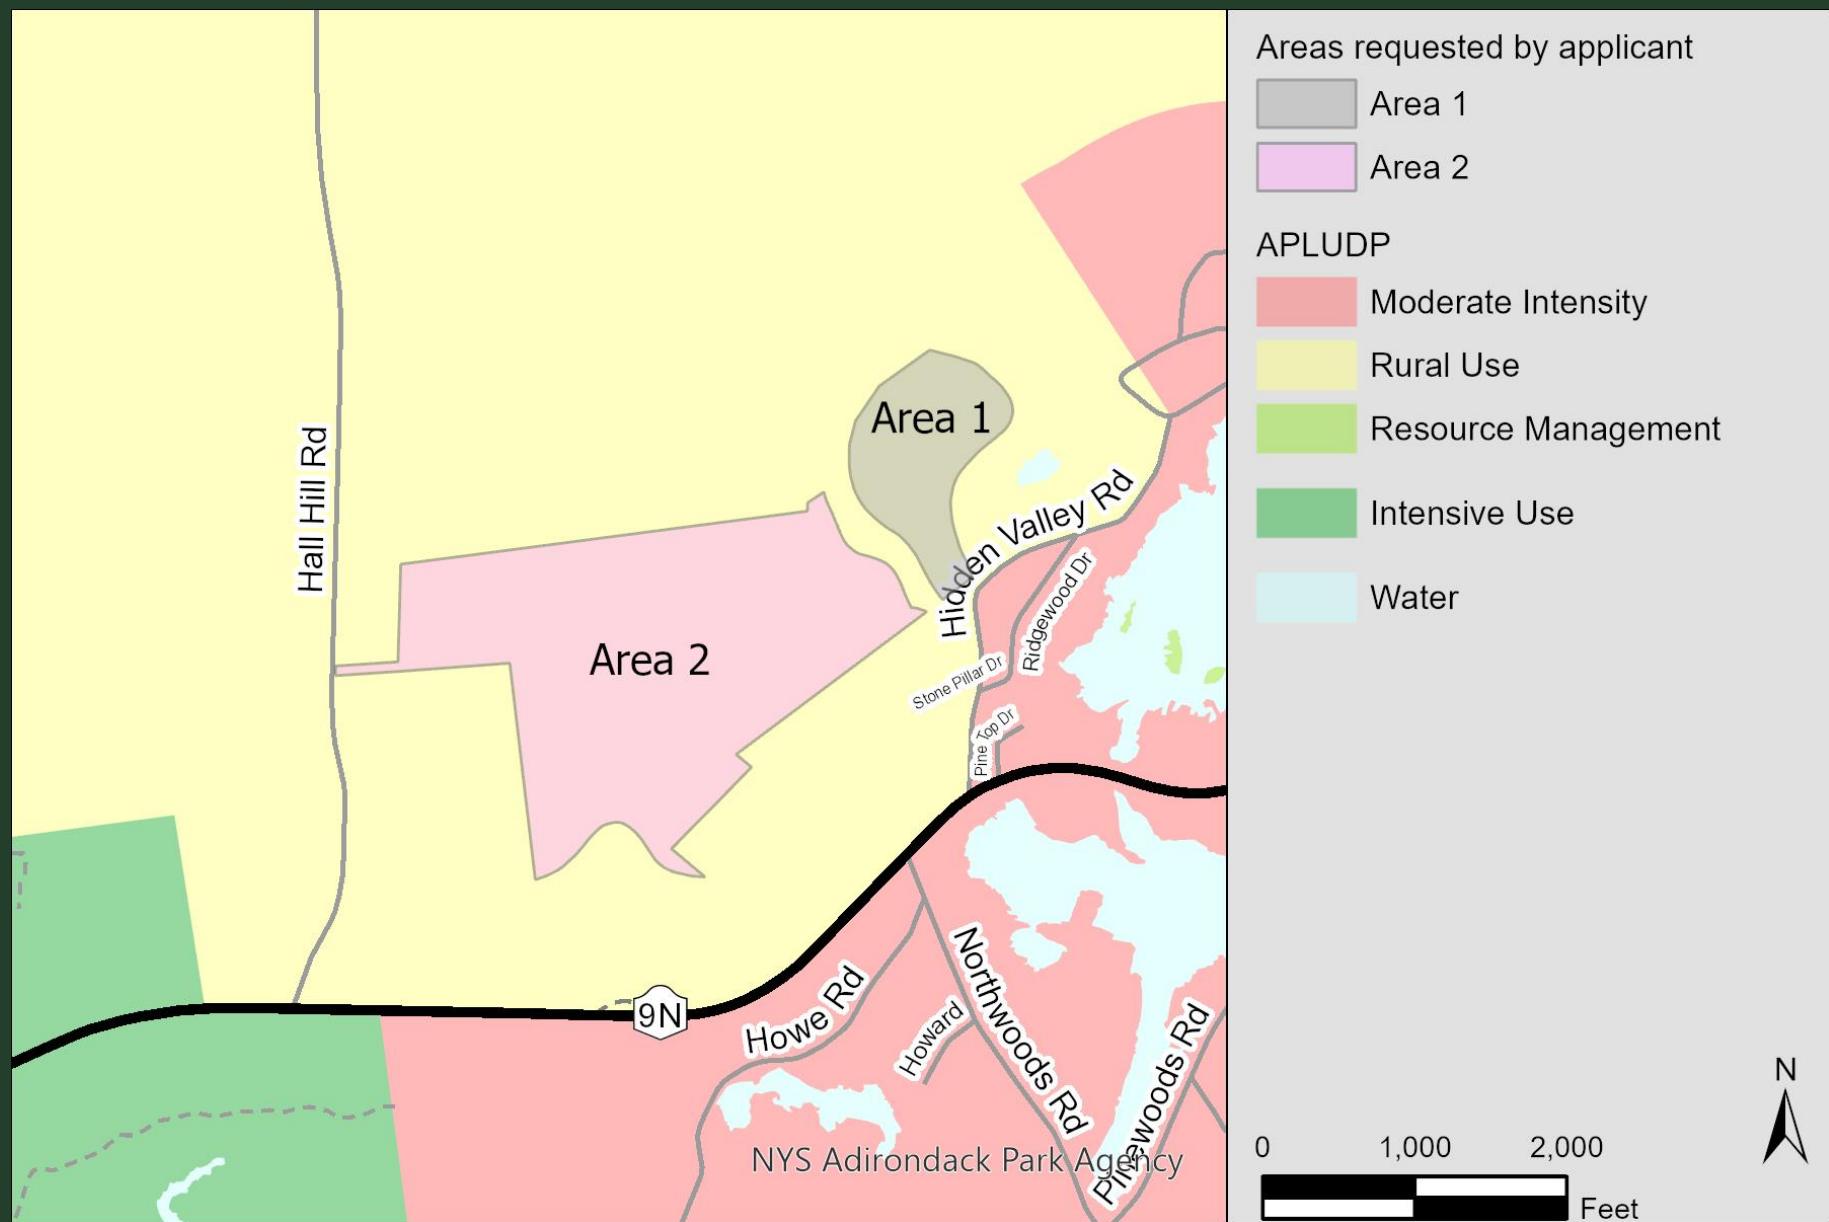 Areas requested by applicant
Area 1
Area 2
APLUDP
Moderate Intensity
Rural Use
Resource Management
Intensive Use
Water
Area 1
Area 2
Hall Hill Rd
Hidden Valley Rd
Ridgewood Dr
Stone Pillar Dr
Pine Top Dr
9N
Howe Rd
Howard
Northwoods Rd
Pinewoods Rd
NYS Adirondack Park Agency
N
0 1,000 2,000
Feet